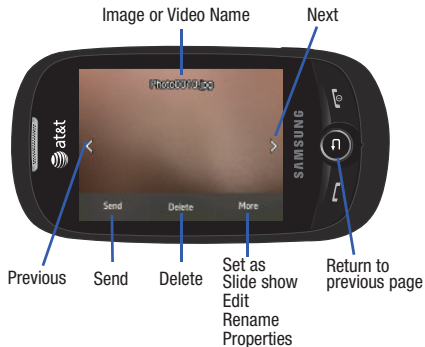 Image or Video Name
Next
Photo0010.jpg
at&t
SAMSUNG
Send
Delete
More
Previous
Send
Delete
Set as
Slide show
Edit
Rename
Properties
Return to
previous page